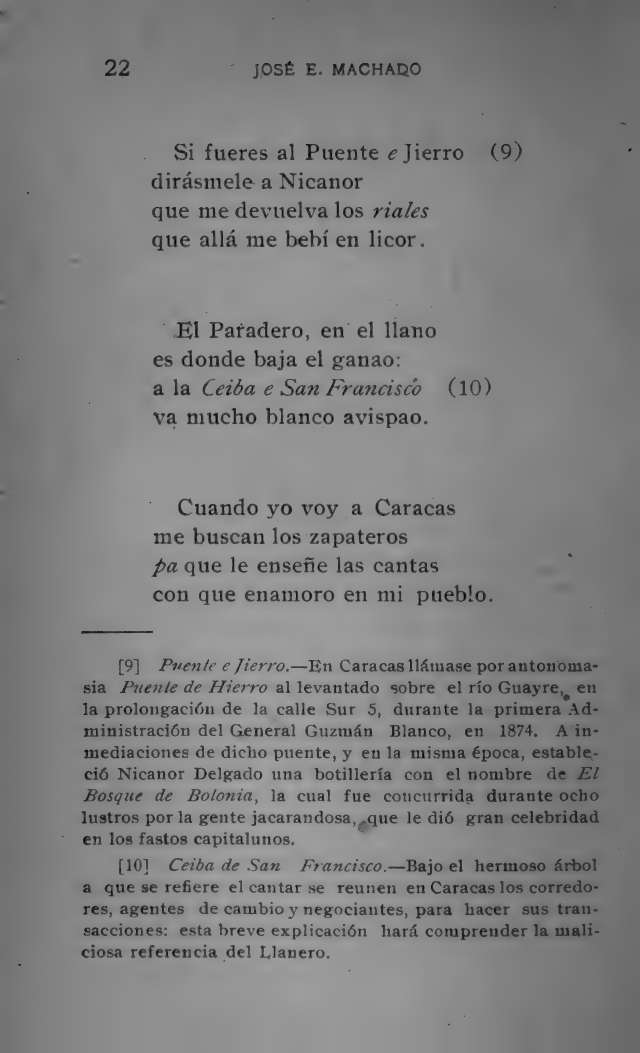 22 JOSÉ E. MACHADO
Si fueres al Puente e Jierro (9)
dirásmele a Nicanor
que me devuelva los riales
que allá me bebí en licor.
El Paradero, en el llano
es donde baja el ganao:
a la Ceiba e San Francisco (10)
va mucho blanco avispao.
Cuando yo voy a Caracas
me buscan los zapateros
pa que le enseñe las cantas
con que enamoro en mi pueblo.
[9] Puente e Jierro.—En Caracas llámase por antonoma-
sia Puente de Hierro al levantado sobre el río Guayre, en
la prolongación de la calle Sur 5, durante la primera Ad-
ministración del General Guzmán Blanco, en 1874. A in-
mediaciones de dicho puente, y en la misma época, estable-
ció Nicanor Delgado una botillería con el nombre de El
Bosque de Bolonia, la cual fue concurrida durante ocho
lustros por la gente jacarandosa, que le dió gran celebridad
en los fastos capitalunos.
[10] Ceiba de San Francisco.—Bajo el hermoso árbol
a que se refiere el cantar se reunen en Caracas los corredo-
res, agentes de cambio y negociantes, para hacer sus tran-
sacciones: esta breve explicación hará comprender la mali-
ciosa referencia del Llanero.